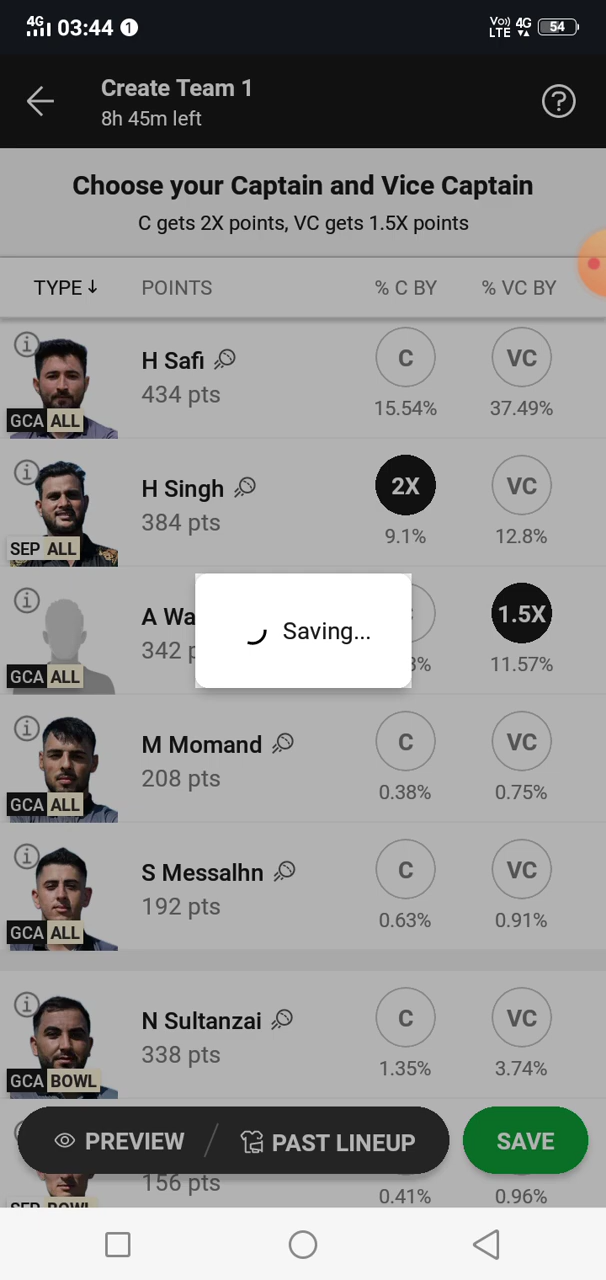 4G 03:44 1 Vo)) LTE 4G 54
Create Team 1
8h 45m left
Choose your Captain and Vice Captain
C gets 2X points, VC gets 1.5X points
TYPE POINTS % C BY % VC BY
H Safi C VC
434 pts 15.54% 37.49%
GCA ALL
H Singh 2X VC
384 pts 9.1% 12.8%
SEP ALL
A Wa 1.5X
Saving...
342 11.57%
GCA ALL
M Momand C VC
208 pts 0.38% 0.75%
GCA ALL
S Messalhn C VC
192 pts 0.63% 0.91%
GCA ALL
N Sultanzai C VC
338 pts 1.35% 3.74%
GCA BOWL
PREVIEW PAST LINEUP SAVE
156 pts 0.41% 0.96%
SEP BOWL